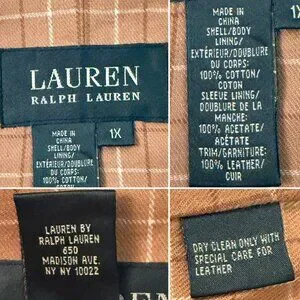 LAUREN
RALPH LAUREN
MADE IN
CHINA
SHELL/BODY
LINING/
EXTÉRIEUR/DOUBLURE
DU CORPS:
100% COTTON/
1X
MADE IN
CHINA
SHELL/BODY
LINING/
EXTÉRIEUR/DOUBLURE
DU CORPS:
100% COTTON/
COTON
SLEEVE LINING/
DOUBLURE DE LA
MANCHE:
100% ACETATE/
ACÉTATE
TRIM/GARNITURE:
100% LEATHER/
CUIR
1X
LAUREN BY
RALPH LAUREN
650
MADISON AVE.
NY NY 10022
DRY CLEAN ONLY WITH
SPECIAL CARE FOR
LEATHER